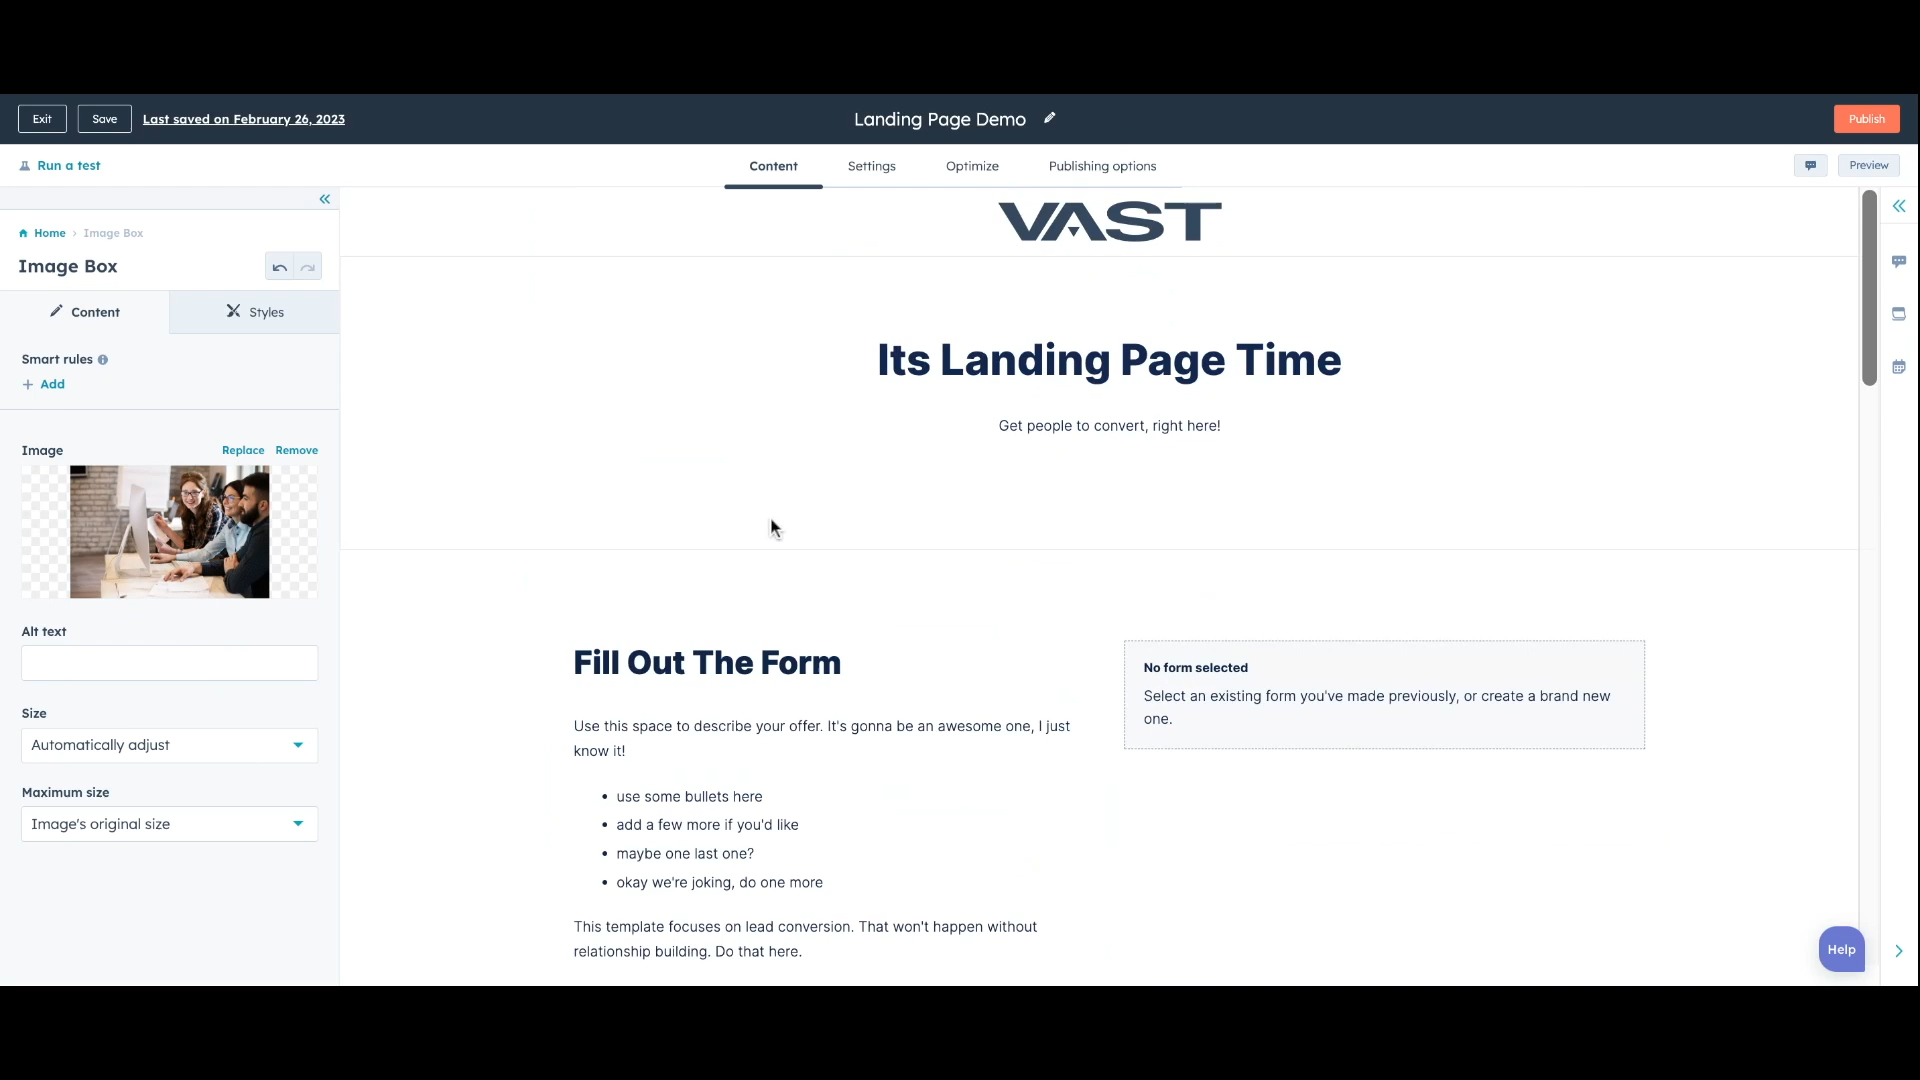 Exit
Save
Last saved on February 26, 2023
Landing Page Demo
Publish
Run a test
Content
Settings
Optimize
Publishing options
Preview
Home
Image Box
Image Box
Content
Styles
Smart rules
Add
Image
Replace
Remove
Alt text
Size
Automatically adjust
Maximum size
Image's original size
VAST
Its Landing Page Time
Get people to convert, right here!
Fill Out The Form
Use this space to describe your offer. It's gonna be an awesome one, I just
know it!
• use some bullets here
• add a few more if you'd like
• maybe one last one?
• okay we're joking, do one more
This template focuses on lead conversion. That won't happen without
relationship building. Do that here.
No form selected
Select an existing form you've made previously, or create a brand new
one.
Help